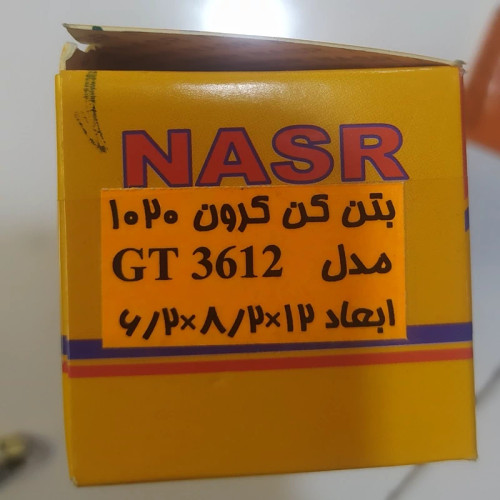 NASR
بتن کن کرون ۱۰۲۰
مدل GT 3612
ابعاد ۱۲×۸/۲×۶/۲